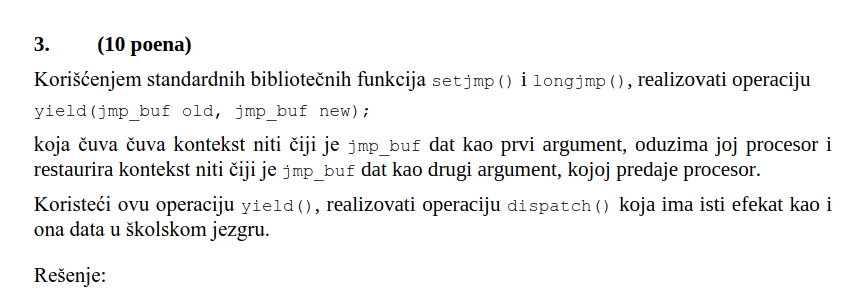 3. (10 poena)
Korišćenjem standardnih bibliotečnih funkcija setjmp() i longjmp(), realizovati operaciju
yield(jmp_buf old, jmp_buf new);
koja čuva čuva kontekst niti čiji je jmp_buf dat kao prvi argument, oduzima joj procesor i
restaurira kontekst niti čiji je jmp_buf dat kao drugi argument, kojoj predaje procesor.
Koristeći ovu operaciju yield(), realizovati operaciju dispatch() koja ima isti efekat kao i
ona data u školskom jezgru.
Rešenje: